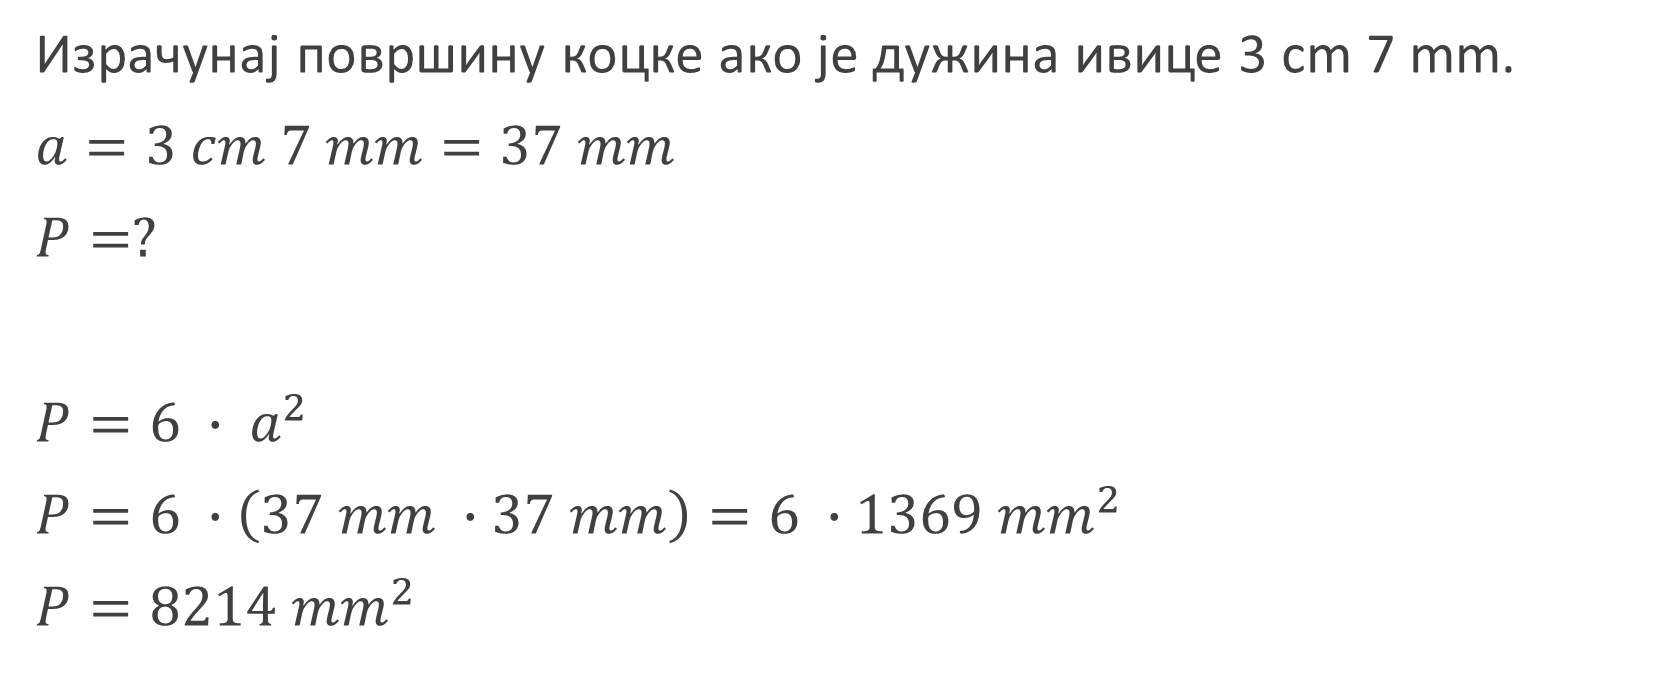 Израчунај површину коцке ако је дужина ивице 3 cm 7 mm.
a = 3 cm 7 mm = 37 mm
P =?
P = 6 · a²
P = 6 · (37 mm · 37 mm) = 6 · 1369 mm²
P = 8214 mm²